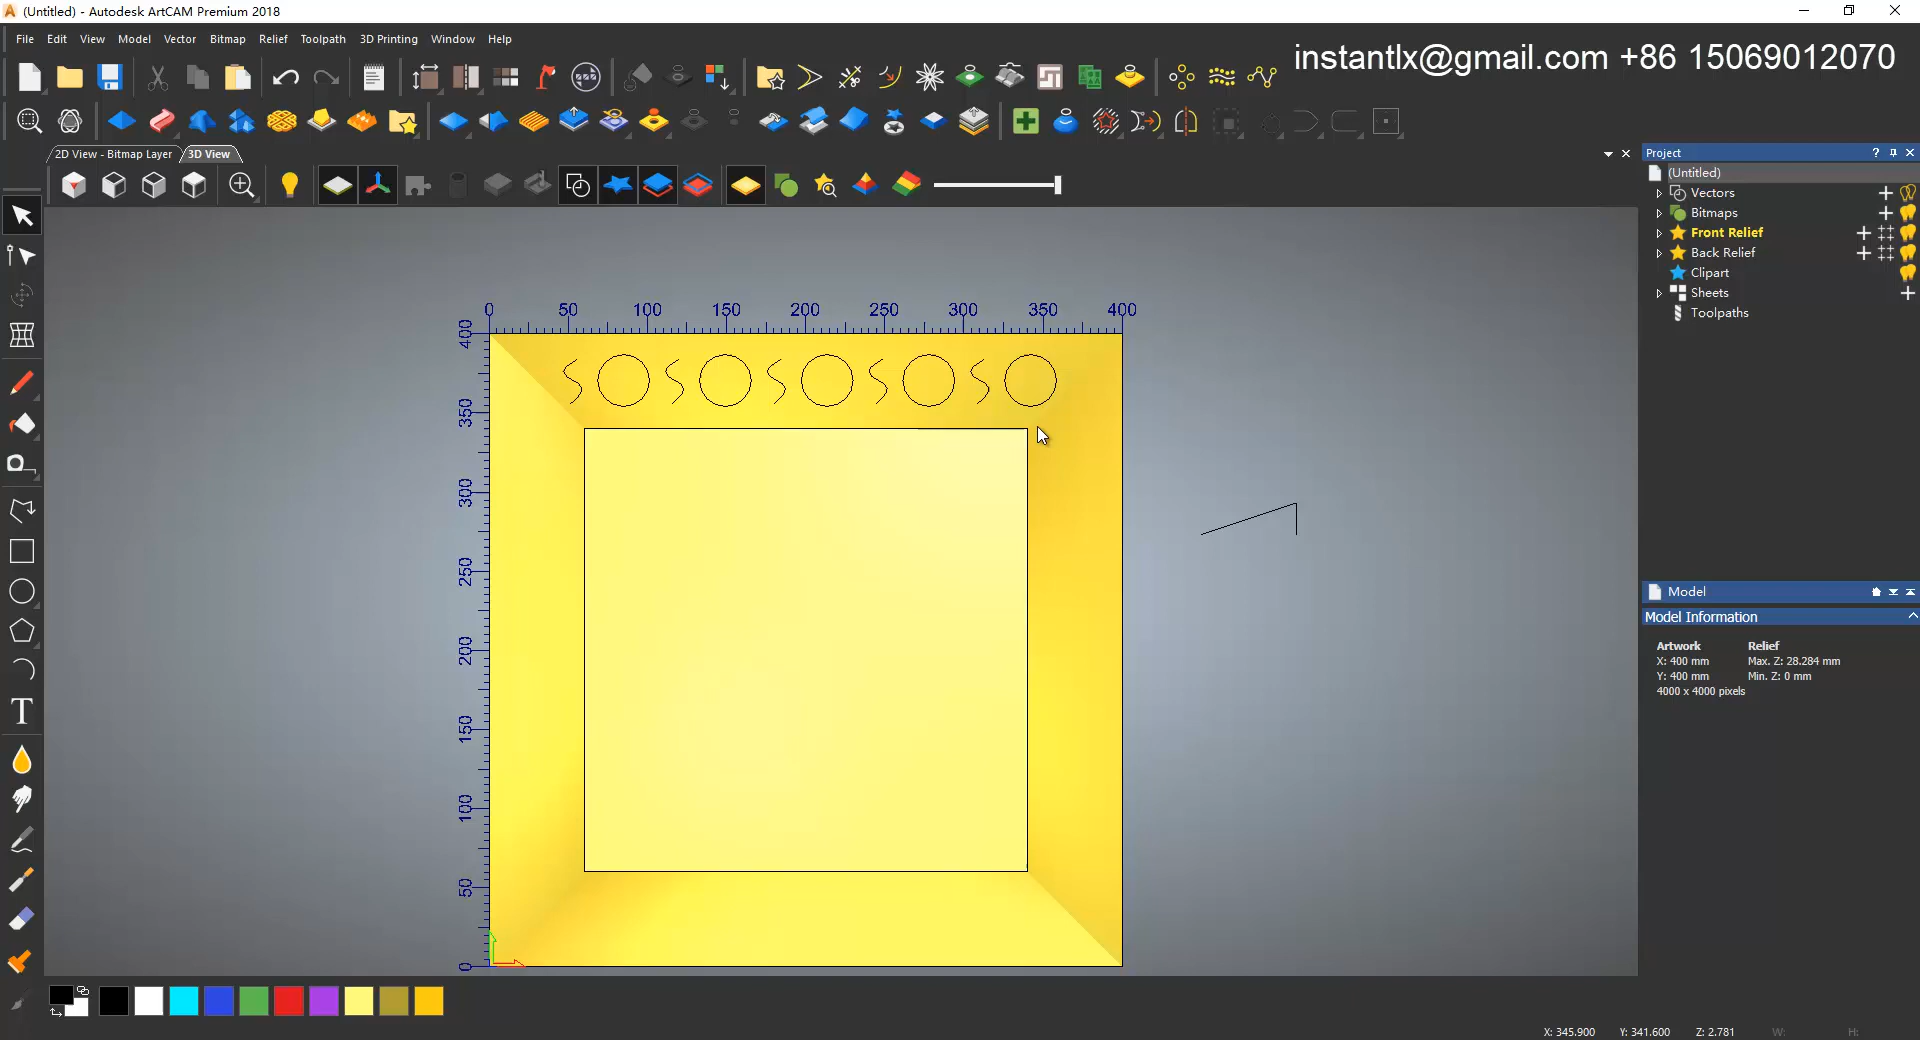 (Untitled) - Autodesk ArtCAM Premium 2018
File Edit View Model Vector Bitmap Relief Toolpath 3D Printing Window Help
instantlx@gmail.com +86 15069012070
2D View - Bitmap Layer 3D View
Project
(Untitled)
Vectors
Bitmaps
Front Relief
Back Relief
Clipart
Sheets
Toolpaths
0 50 100 150 200 250 300 350 400
400
350
300
250
200
150
100
50
0
Model
Model Information
Artwork Relief
X: 400 mm Max. Z: 28.284 mm
Y: 400 mm Min. Z: 0 mm
4000 x 4000 pixels
X: 345.900 Y: 341.600 Z: 2.781 W: H: